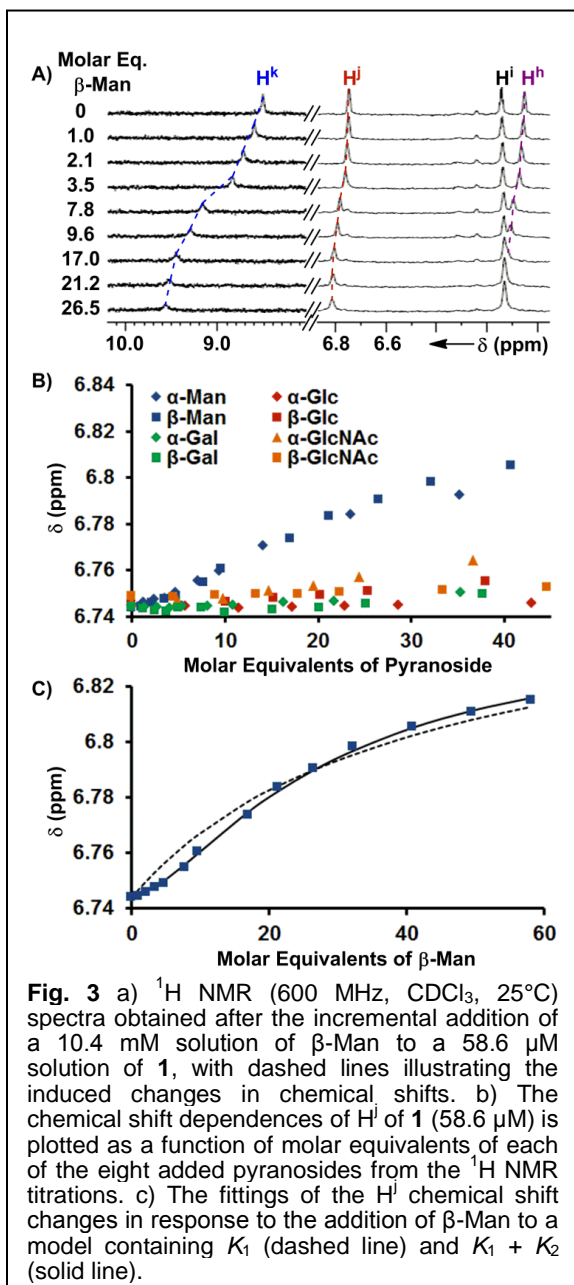 A)
Molar Eq.
β-Man
Hᵏ Hʲ Hⁱ Hʰ
0
1.0
2.1
3.5
7.8
9.6
17.0
21.2
26.5
10.0 9.0 6.8 6.6 δ (ppm)
B)
6.84
6.82
6.8
6.78
6.76
6.74
δ (ppm)
α-Man α-Glc
β-Man β-Glc
α-Gal α-GlcNAc
β-Gal β-GlcNAc
0 10 20 30 40
Molar Equivalents of Pyranoside
C)
6.82
6.8
6.78
6.76
6.74
δ (ppm)
0 20 40 60
Molar Equivalents of β-Man
Fig. 3 a) ¹H NMR (600 MHz, CDCl₃, 25°C)
spectra obtained after the incremental addition of
a 10.4 mM solution of β-Man to a 58.6 µM
solution of 1, with dashed lines illustrating the
induced changes in chemical shifts. b) The
chemical shift dependences of Hʲ of 1 (58.6 µM) is
plotted as a function of molar equivalents of each
of the eight added pyranosides from the ¹H NMR
titrations. c) The fittings of the Hʲ chemical shift
changes in response to the addition of β-Man to a
model containing K₁ (dashed line) and K₁ + K₂
(solid line).